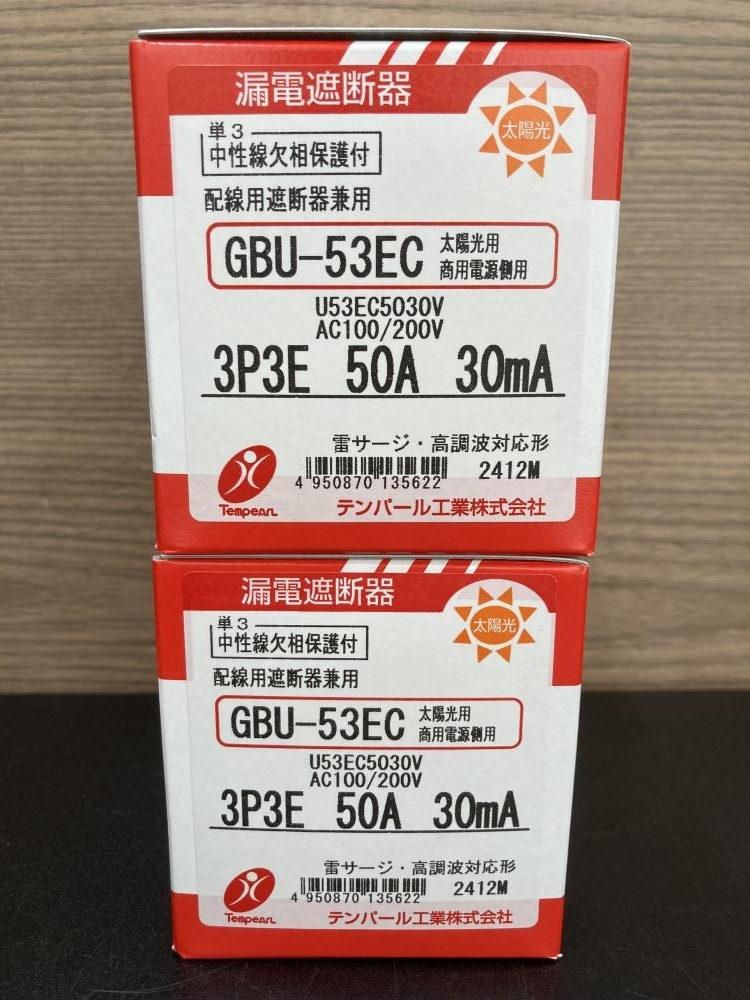 漏電遮断器
太陽光
単3
中性線欠相保護付
配線用遮断器兼用
GBU-53EC 太陽光用
商用電源側用
U53EC5030V
AC100/200V
3P3E 50A 30mA
雷サージ・高調波対応形
4 950870 135622 2412M
TEMPEARL テンパール工業株式会社
漏電遮断器
太陽光
単3
中性線欠相保護付
配線用遮断器兼用
GBU-53EC 太陽光用
商用電源側用
U53EC5030V
AC100/200V
3P3E 50A 30mA
雷サージ・高調波対応形
4 950870 135622 2412M
TEMPEARL テンパール工業株式会社